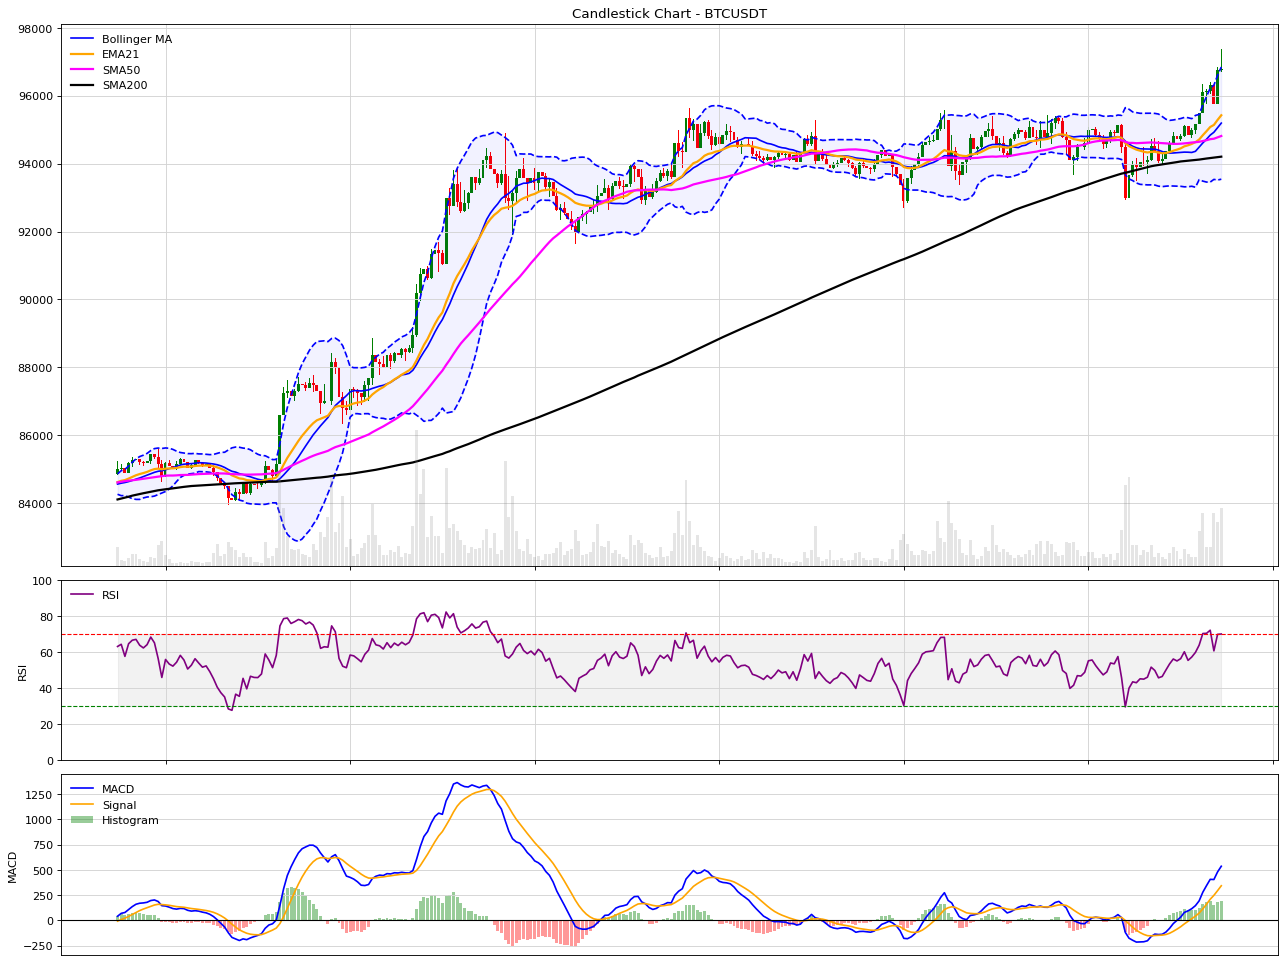 Candlestick Chart - BTCUSDT
98000
96000
94000
92000
90000
88000
86000
84000
Bollinger MA
EMA21
SMA50
SMA200
100
80
60
40
20
0
RSI
RSI
1250
1000
750
500
250
0
−250
MACD
MACD
Signal
Histogram